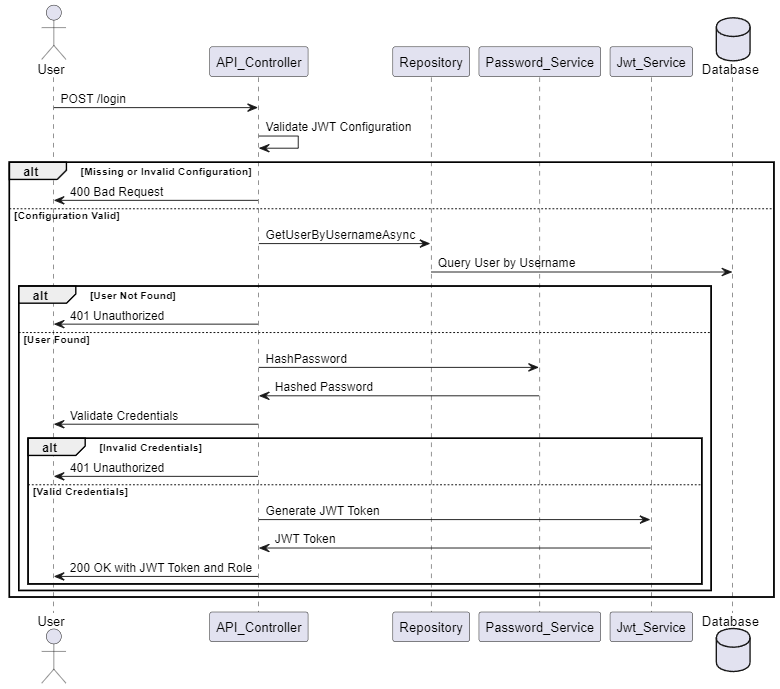 User
API_Controller
Repository
Password_Service
Jwt_Service
Database
POST /login
Validate JWT Configuration
alt
[Missing or Invalid Configuration]
400 Bad Request
[Configuration Valid]
GetUserByUsernameAsync
Query User by Username
alt
[User Not Found]
401 Unauthorized
[User Found]
HashPassword
Hashed Password
Validate Credentials
alt
[Invalid Credentials]
401 Unauthorized
[Valid Credentials]
Generate JWT Token
JWT Token
200 OK with JWT Token and Role
User
API_Controller
Repository
Password_Service
Jwt_Service
Database